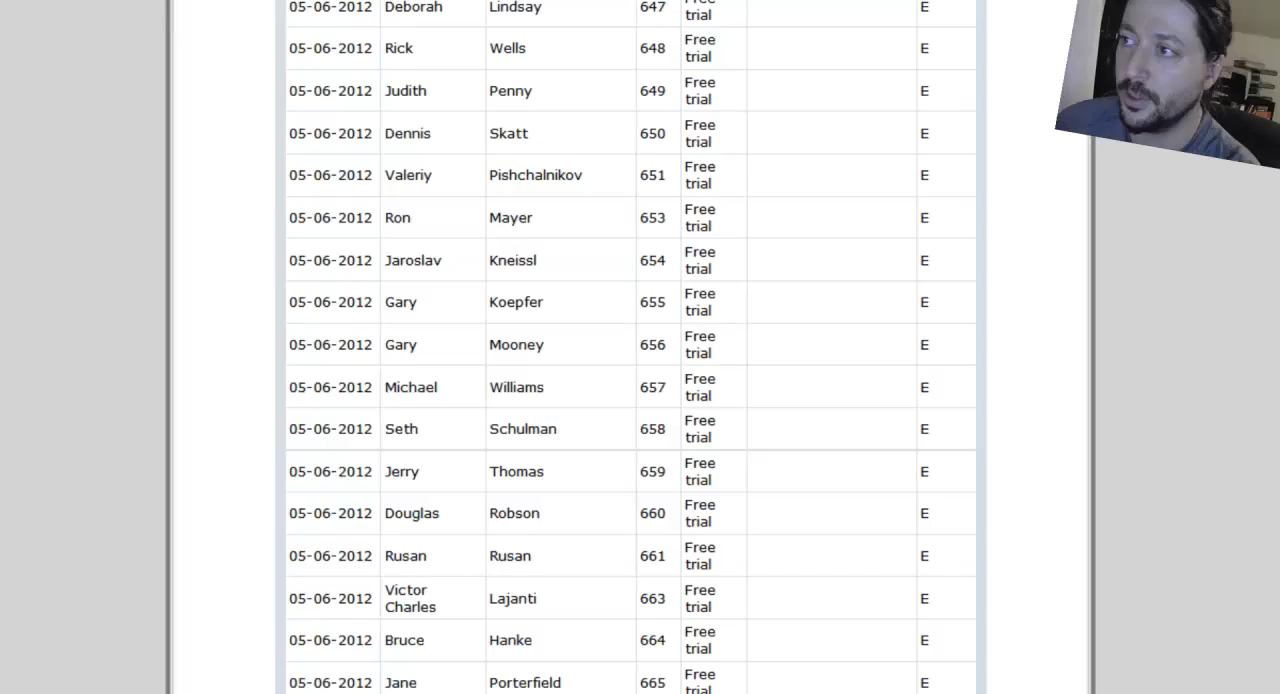 05-06-2012 Deborah Lindsay 647 Free
trial E
05-06-2012 Rick Wells 648 Free
trial E
05-06-2012 Judith Penny 649 Free
trial E
05-06-2012 Dennis Skatt 650 Free
trial E
05-06-2012 Valeriy Pishchalnikov 651 Free
trial E
05-06-2012 Ron Mayer 653 Free
trial E
05-06-2012 Jaroslav Kneissl 654 Free
trial E
05-06-2012 Gary Koepfer 655 Free
trial E
05-06-2012 Gary Mooney 656 Free
trial E
05-06-2012 Michael Williams 657 Free
trial E
05-06-2012 Seth Schulman 658 Free
trial E
05-06-2012 Jerry Thomas 659 Free
trial E
05-06-2012 Douglas Robson 660 Free
trial E
05-06-2012 Rusan Rusan 661 Free
trial E
05-06-2012 Victor
Charles Lajanti 663 Free
trial E
05-06-2012 Bruce Hanke 664 Free
trial E
05-06-2012 Jane Porterfield 665 Free
trial E